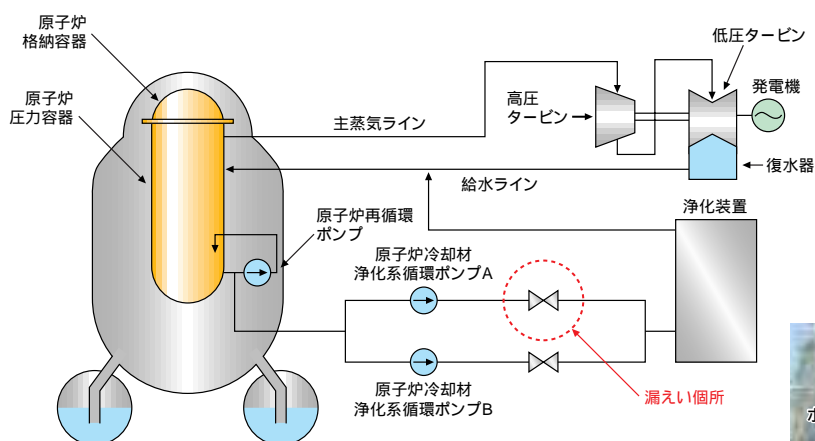 原子炉
格納容器
原子炉
圧力容器
主蒸気ライン
高圧
タービン
低圧タービン
発電機
復水器
給水ライン
浄化装置
原子炉再循環
ポンプ
原子炉冷却材
浄化系循環ポンプA
原子炉冷却材
浄化系循環ポンプB
漏えい個所